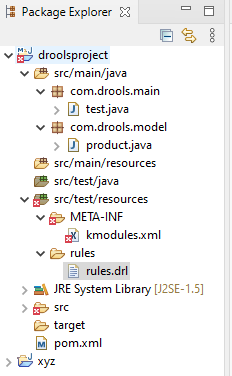 Package Explorer
droolsproject
src/main/java
com.drools.main
test.java
com.drools.model
product.java
src/main/resources
src/test/java
src/test/resources
META-INF
kmodules.xml
rules
rules.drl
JRE System Library [J2SE-1.5]
src
target
pom.xml
xyz